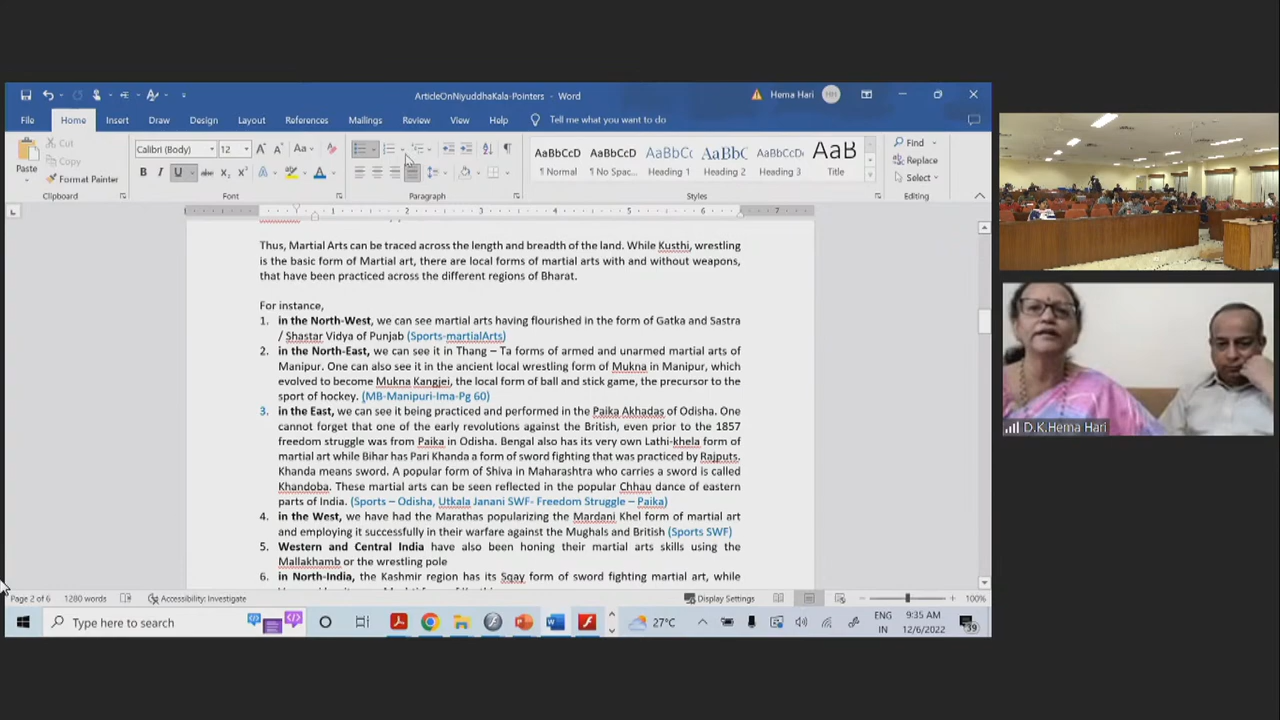 ArticleOnNiyuddhaKala-Pointers - Word
Hema Hari
HH
File Home Insert Draw Design Layout References Mailings Review View Help Tell me what you want to do
Paste
Cut
Copy
Format Painter
Clipboard
Calibri (Body) 12
Font
Paragraph
AaBbCcD AaBbCcD AaBbCc AaBbCc AaBbCcD AaB
¶ Normal ¶ No Spac... Heading 1 Heading 2 Heading 3 Title
Styles
Find
Replace
Select
Editing
1 2 3 4 5 6 7
Thus, Martial Arts can be traced across the length and breadth of the land. While Kusthi, wrestling
is the basic form of Martial art, there are local forms of martial arts with and without weapons,
that have been practiced across the different regions of Bharat.
For instance,
1. in the North-West, we can see martial arts having flourished in the form of Gatka and Sastra
/ Shastar Vidya of Punjab (Sports-martialArts)
2. in the North-East, we can see it in Thang – Ta forms of armed and unarmed martial arts of
Manipur. One can also see it in the ancient local wrestling form of Mukna in Manipur, which
evolved to become Mukna Kangjei, the local form of ball and stick game, the precursor to the
sport of hockey. (MB-Manipuri-Ima-Pg 60)
3. in the East, we can see it being practiced and performed in the Paika Akhadas of Odisha. One
cannot forget that one of the early revolutions against the British, even prior to the 1857
freedom struggle was from Paika in Odisha. Bengal also has its very own Lathi-khela form of
martial art while Bihar has Pari Khanda a form of sword fighting that was practiced by Rajputs.
Khanda means sword. A popular form of Shiva in Maharashtra who carries a sword is called
Khandoba. These martial arts can be seen reflected in the popular Chhau dance of eastern
parts of India. (Sports – Odisha, Utkala Janani SWF- Freedom Struggle – Paika)
4. in the West, we have had the Marathas popularizing the Mardani Khel form of martial art
and employing it successfully in their warfare against the Mughals and British (Sports SWF)
5. Western and Central India have also been honing their martial arts skills using the
Mallakhamb or the wrestling pole
6. in North-India, the Kashmir region has its Sqay form of sword fighting martial art, while
Page 2 of 6 1280 words Accessibility: Investigate Display Settings 100%
Type here to search
27°C
ENG
IN
9:35 AM
12/6/2022
39
D.K.Hema Hari